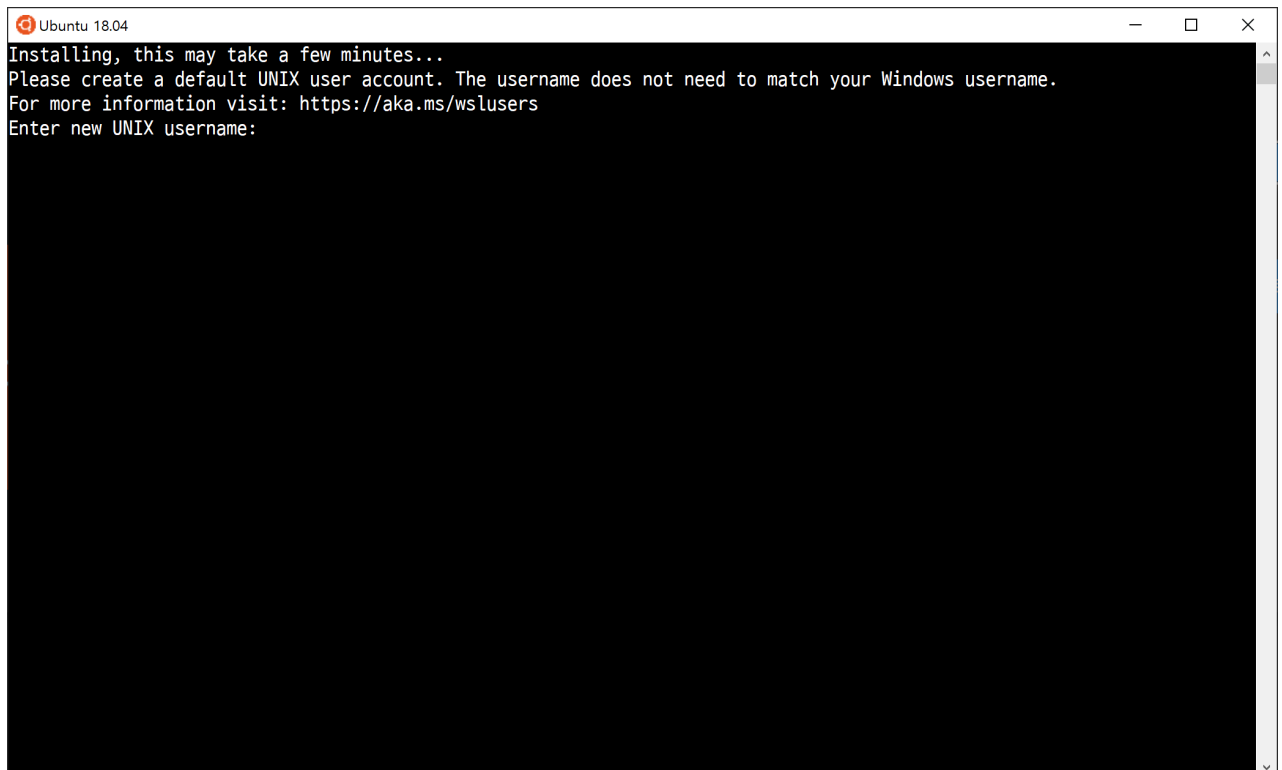 Ubuntu 18.04
Installing, this may take a few minutes...
Please create a default UNIX user account. The username does not need to match your Windows username.
For more information visit: https://aka.ms/wslusers
Enter new UNIX username: